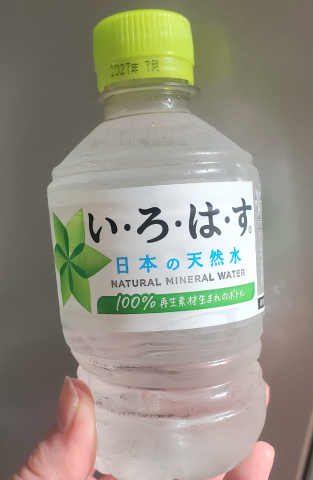 2027年 7月
い・ろ・は・す
日本の天然水
NATURAL MINERAL WATER
100%再生素材生まれのボトル